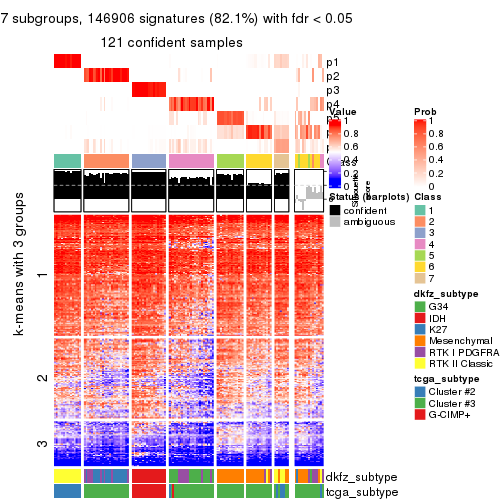 7 subgroups, 146906 signatures (82.1%) with fdr < 0.05
121 confident samples
p1
p2
p3
p4
Value
1
0.8
0.6
0.4
0.2
0
Prob
1
0.8
0.6
0.4
0.2
0
Silhouette
score
Status (barplots)
confident
ambiguous
Class
1
2
3
4
5
6
7
k-means with 3 groups
1
2
3
dkfz_subtype
G34
IDH
K27
Mesenchymal
RTK I PDGFRA
RTK II Classic
tcga_subtype
Cluster #2
Cluster #3
G-CIMP+
dkfz_subtype
tcga_subtype